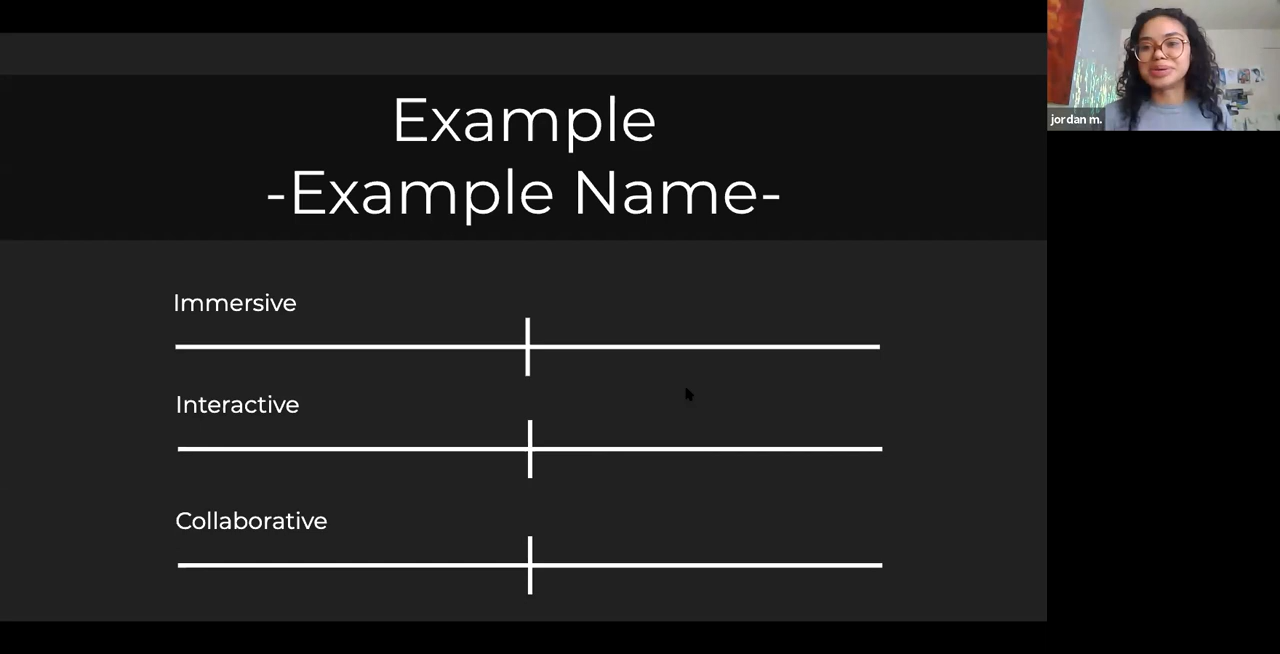 Example
-Example Name-
Immersive
Interactive
Collaborative
jordan m.